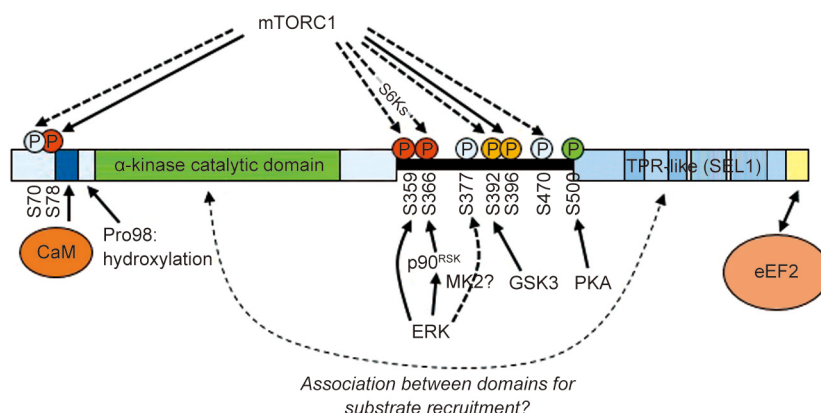 mTORC1
S6Ks
P P P P P P P P P
α-kinase catalytic domain
TPR-like (SEL1)
S70
S78
S359
S366
S377
S392
S396
S470
S500
CaM
Pro98:
hydroxylation
p90RSK
MK2?
GSK3
PKA
eEF2
ERK
Association between domains for
substrate recruitment?